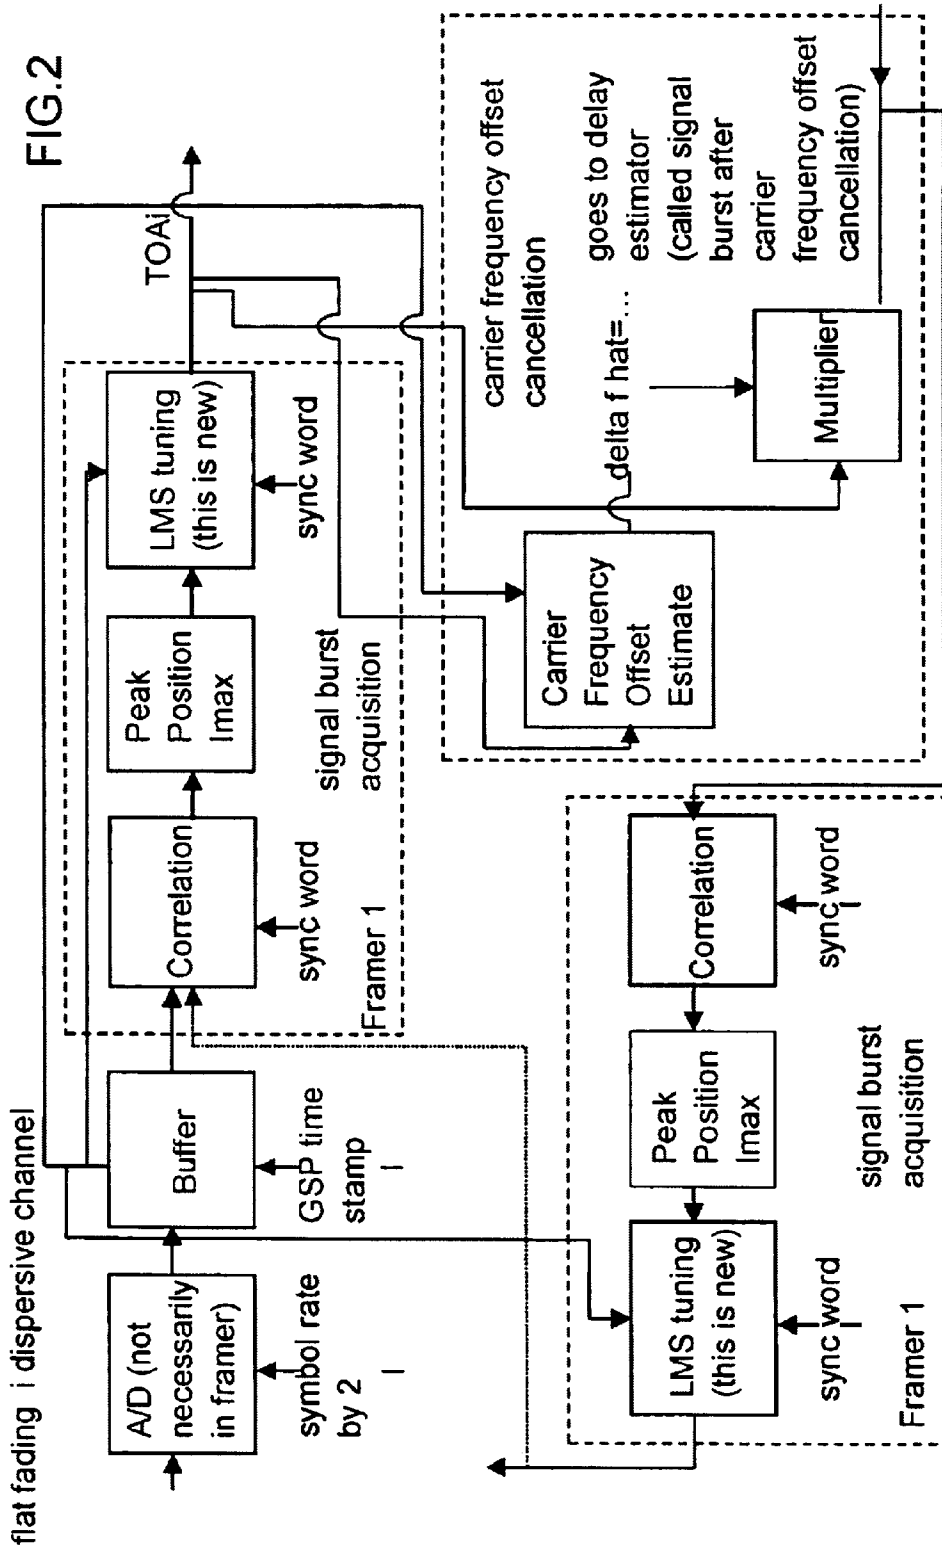 flat fading i dispersive channel
FIG.2
A/D (not
necessarily
in framer)
symbol rate
by 2
Buffer
GSP time
stamp
Correlation
sync word
Framer 1
Peak
Position
Imax
signal burst
acquisition
LMS tuning
(this is new)
sync word
TOAi
carrier frequency offset
cancellation
Carrier
Frequency
Offset
Estimate
delta f hat=...
goes to delay
estimator
(called signal
burst after
carrier
frequency offset
cancellation)
Multiplier
LMS tuning
(this is new)
sync word
Framer 1
Peak
Position
Imax
signal burst
acquisition
Correlation
sync word